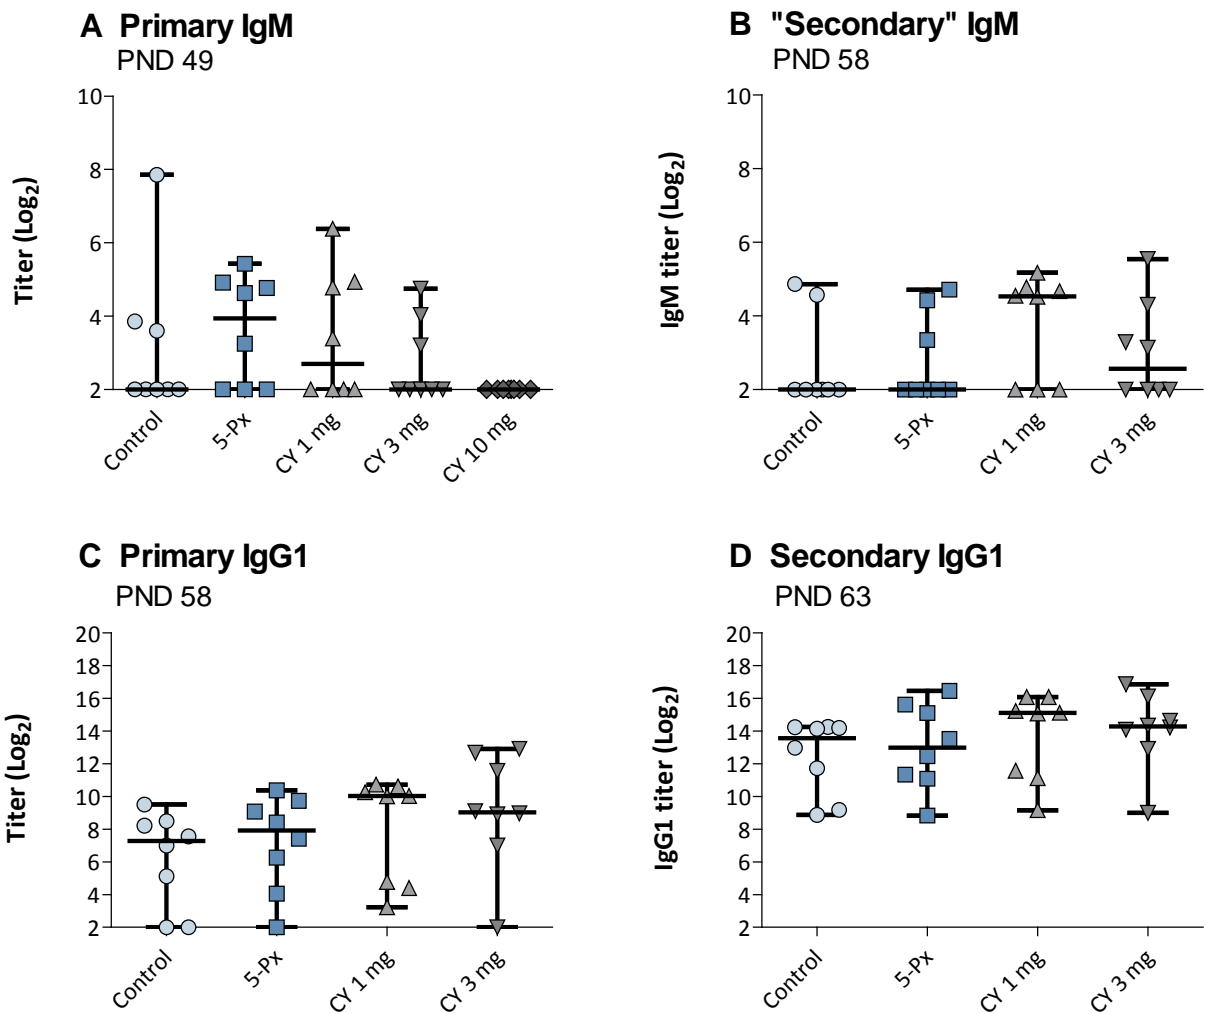 A Primary IgM
PND 49
Titer (Log2)
10
8
6
4
2
Control
5-Px
CY 1 mg
CY 3 mg
CY 10 mg
B "Secondary" IgM
PND 58
IgM titer (Log2)
10
8
6
4
2
Control
5-Px
CY 1 mg
CY 3 mg
C Primary IgG1
PND 58
Titer (Log2)
20
18
16
14
12
10
8
6
4
2
Control
5-Px
CY 1 mg
CY 3 mg
D Secondary IgG1
PND 63
IgG1 titer (Log2)
20
18
16
14
12
10
8
6
4
2
Control
5-Px
CY 1 mg
CY 3 mg